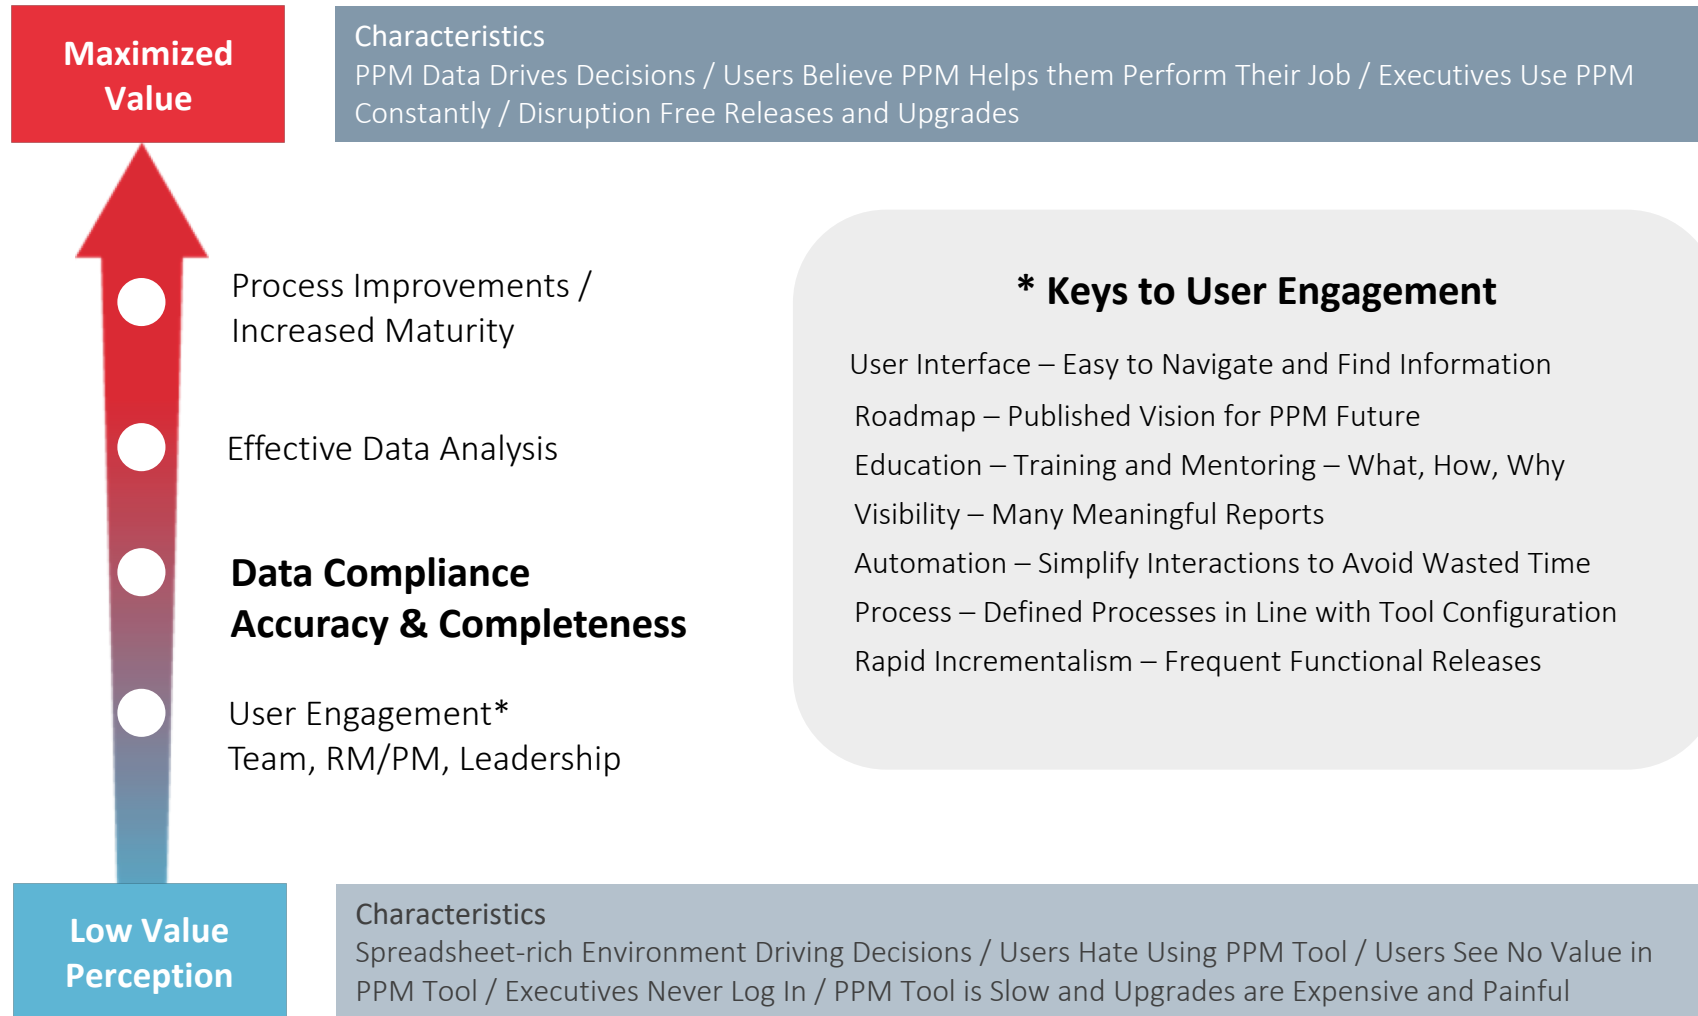 Maximized
Value
Characteristics
PPM Data Drives Decisions / Users Believe PPM Helps them Perform Their Job / Executives Use PPM
Constantly / Disruption Free Releases and Upgrades
Process Improvements /
Increased Maturity
Effective Data Analysis
Data Compliance
Accuracy & Completeness
User Engagement*
Team, RM/PM, Leadership
* Keys to User Engagement
User Interface – Easy to Navigate and Find Information
Roadmap – Published Vision for PPM Future
Education – Training and Mentoring – What, How, Why
Visibility – Many Meaningful Reports
Automation – Simplify Interactions to Avoid Wasted Time
Process – Defined Processes in Line with Tool Configuration
Rapid Incrementalism – Frequent Functional Releases
Low Value
Perception
Characteristics
Spreadsheet-rich Environment Driving Decisions / Users Hate Using PPM Tool / Users See No Value in
PPM Tool / Executives Never Log In / PPM Tool is Slow and Upgrades are Expensive and Painful